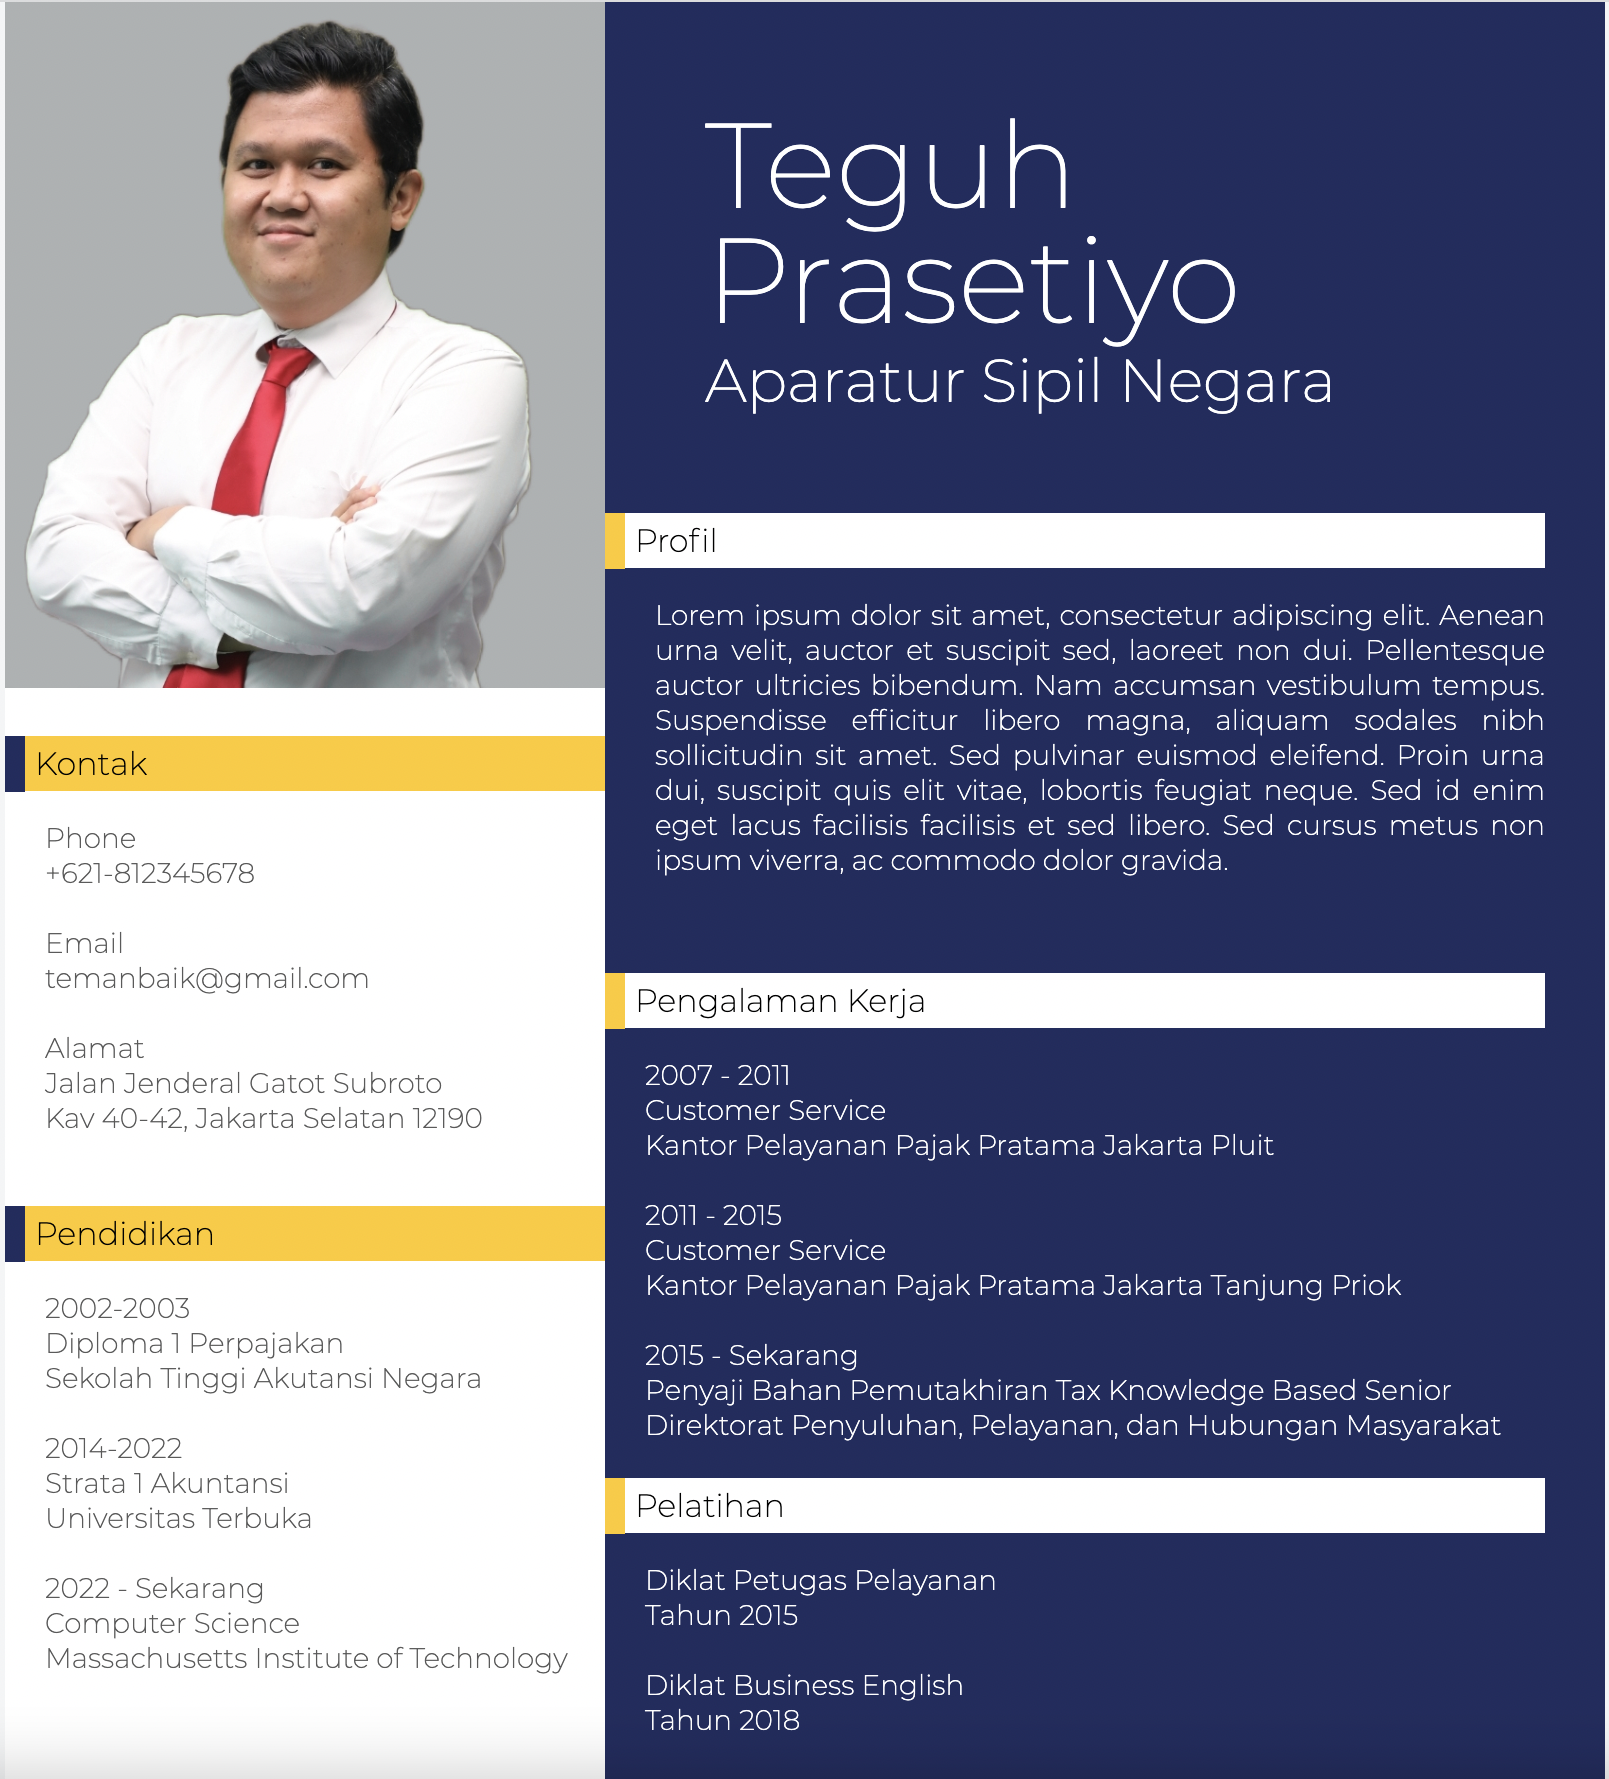 Teguh
Prasetiyo
Aparatur Sipil Negara
Profil
Lorem ipsum dolor sit amet, consectetur adipiscing elit. Aenean
urna velit, auctor et suscipit sed, laoreet non dui. Pellentesque
auctor ultricies bibendum. Nam accumsan vestibulum tempus.
Suspendisse efficitur libero magna, aliquam sodales nibh
sollicitudin sit amet. Sed pulvinar euismod eleifend. Proin urna
dui, suscipit quis elit vitae, lobortis feugiat neque. Sed id enim
eget lacus facilisis facilisis et sed libero. Sed cursus metus non
ipsum viverra, ac commodo dolor gravida.
Kontak
Phone
+621-812345678
Email
temanbaik@gmail.com
Alamat
Jalan Jenderal Gatot Subroto
Kav 40-42, Jakarta Selatan 12190
Pendidikan
2002-2003
Diploma 1 Perpajakan
Sekolah Tinggi Akutansi Negara
2014-2022
Strata 1 Akuntansi
Universitas Terbuka
2022 - Sekarang
Computer Science
Massachusetts Institute of Technology
Pengalaman Kerja
2007 - 2011
Customer Service
Kantor Pelayanan Pajak Pratama Jakarta Pluit
2011 - 2015
Customer Service
Kantor Pelayanan Pajak Pratama Jakarta Tanjung Priok
2015 - Sekarang
Penyaji Bahan Pemutakhiran Tax Knowledge Based Senior
Direktorat Penyuluhan, Pelayanan, dan Hubungan Masyarakat
Pelatihan
Diklat Petugas Pelayanan
Tahun 2015
Diklat Business English
Tahun 2018